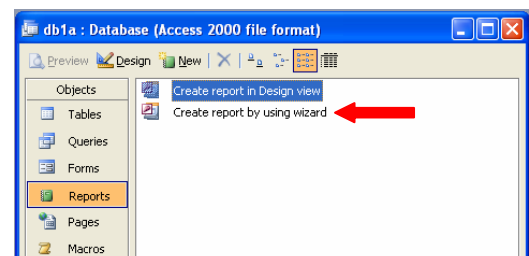 db1a : Database (Access 2000 file format)
Preview Design New
Objects
Create report in Design view
Tables
Create report by using wizard
Queries
Forms
Reports
Pages
Macros